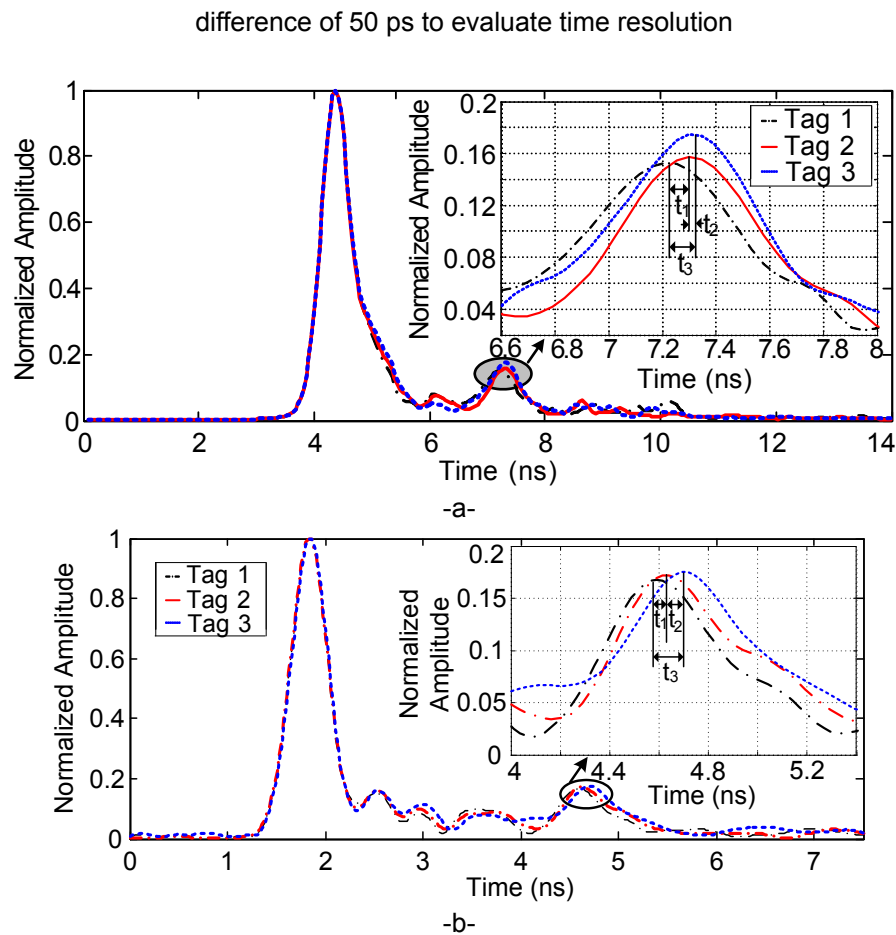 difference of 50 ps to evaluate time resolution
1
0.8
0.6
0.4
0.2
0
Normalized Amplitude
0 2 4 6 8 10 12 14
Time (ns)
0.2
0.16
0.12
0.08
0.04
Normalized Amplitude
Tag 1
Tag 2
Tag 3
t1
t2
t3
6.6 6.8 7 7.2 7.4 7.6 7.8 8
Time (ns)
-a-
1
0.8
0.6
0.4
0.2
0
Normalized Amplitude
Tag 1
Tag 2
Tag 3
0 1 2 3 4 5 6 7
Time (ns)
0.2
0.15
0.1
0.05
0
Normalized
Amplitude
t1 t2
t3
4 4.4 4.8 5.2
Time (ns)
-b-